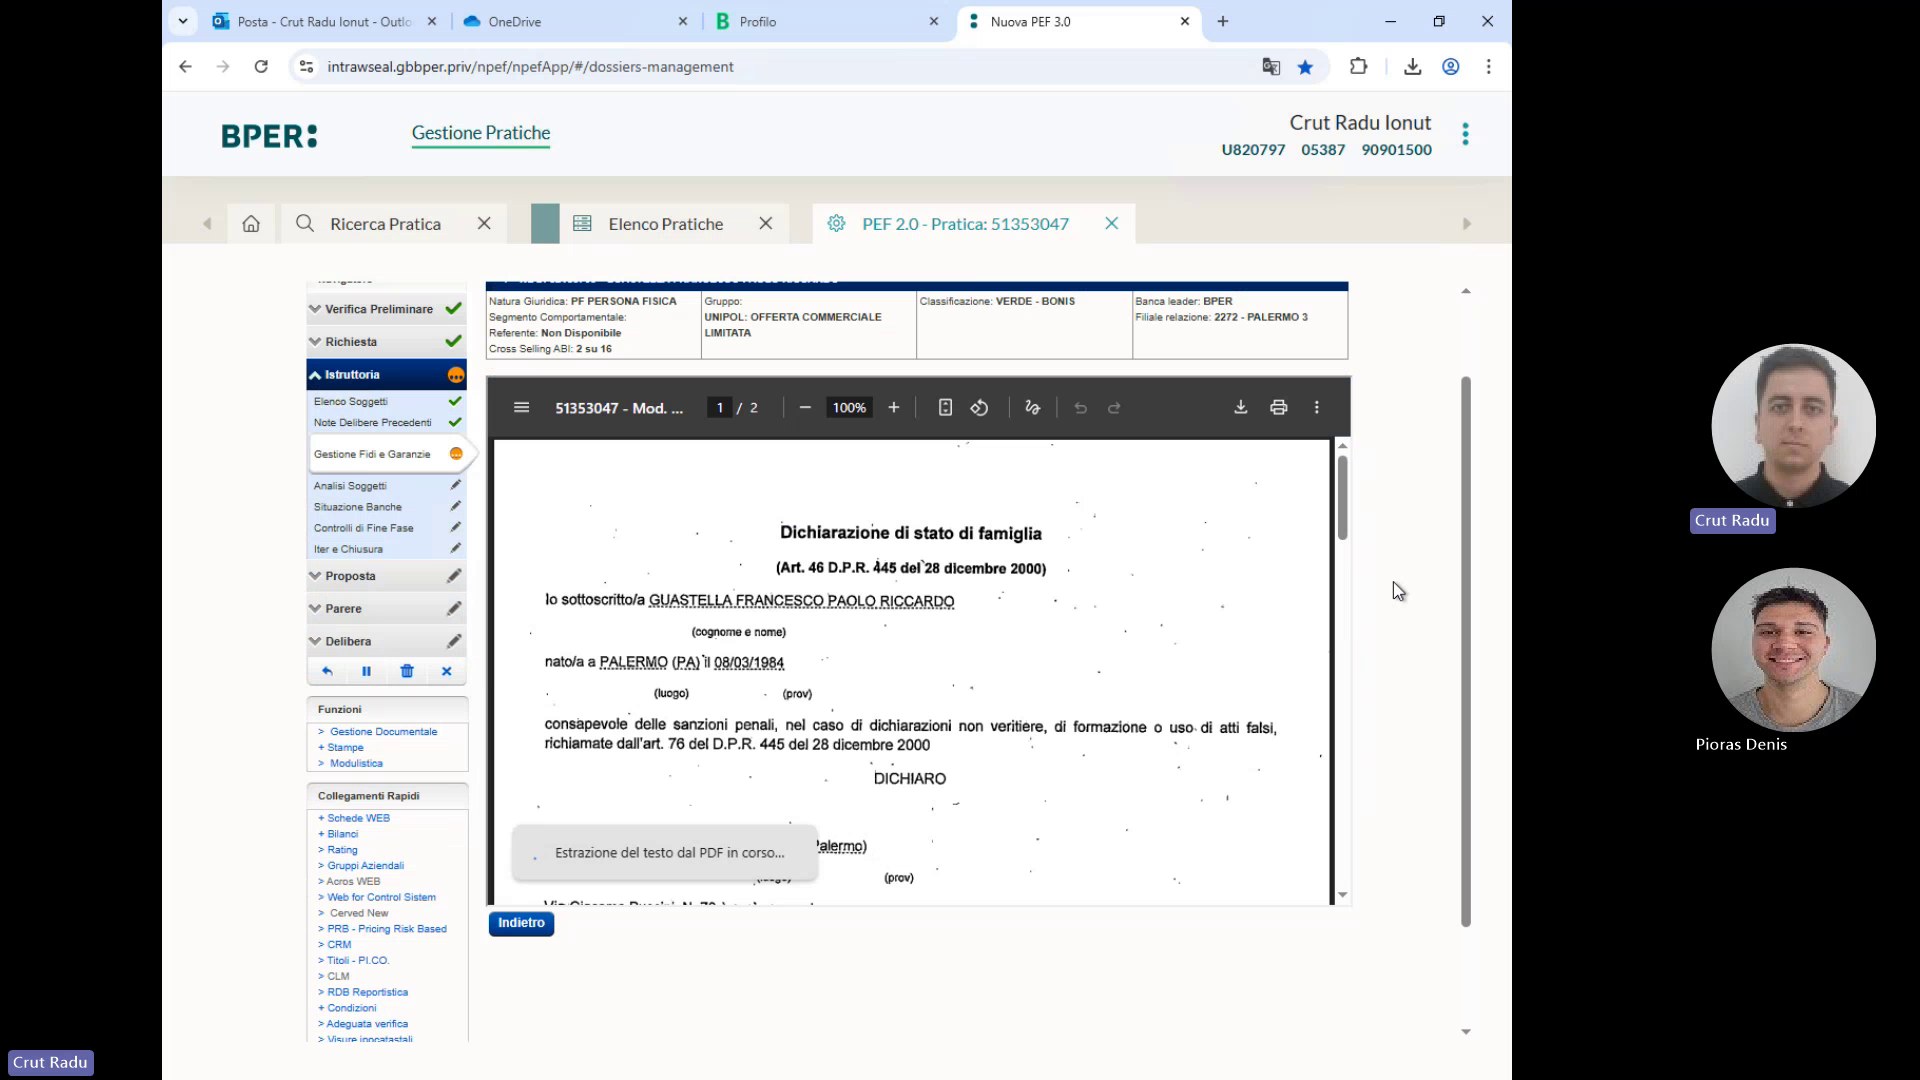 Posta - Crut Radu Ionut - Outlo
OneDrive
Profilo
Nuova PEF 3.0
intrawseal.gbbper.priv/npef/npefApp/#/dossiers-management
BPER:
Gestione Pratiche
Crut Radu Ionut
U820797 05387 90901500
Ricerca Pratica
Elenco Pratiche
PEF 2.0 - Pratica: 51353047
Verifica Preliminare
Richiesta
Istruttoria
Elenco Soggetti
Note Delibere Precedenti
Gestione Fidi e Garanzie
Analisi Soggetti
Situazione Banche
Controlli di Fine Fase
Iter e Chiusura
Proposta
Parere
Delibera
Funzioni
> Gestione Documentale
+ Stampe
> Modulistica
Collegamenti Rapidi
+ Schede WEB
+ Bilanci
> Rating
> Gruppi Aziendali
> Acros WEB
> Web for Control Sistem
> Cerved New
> PRB - Pricing Risk Based
> CRM
> Titoli - PI.CO.
> CLM
> RDB Reportistica
+ Condizioni
> Adeguata verifica
> Visure ipocatastali
Natura Giuridica: PF PERSONA FISICA
Segmento Comportamentale:
Referente: Non Disponibile
Cross Selling ABI: 2 su 16
Gruppo:
UNIPOL: OFFERTA COMMERCIALE
LIMITATA
Classificazione: VERDE - BONIS
Banca leader: BPER
Filiale relazione: 2272 - PALERMO 3
51353047 - Mod. ...
1 / 2
100%
Dichiarazione di stato di famiglia
(Art. 46 D.P.R. 445 del 28 dicembre 2000)
Io sottoscritto/a GUASTELLA FRANCESCO PAOLO RICCARDO
(cognome e nome)
nato/a a PALERMO (PA) il 08/03/1984
(luogo) (prov)
consapevole delle sanzioni penali, nel caso di dichiarazioni non veritiere, di formazione o uso di atti falsi,
richiamate dall'art. 76 del D.P.R. 445 del 28 dicembre 2000
DICHIARO
Palermo)
(prov)
Estrazione del testo dal PDF in corso...
Indietro
Crut Radu
Pioras Denis
Crut Radu